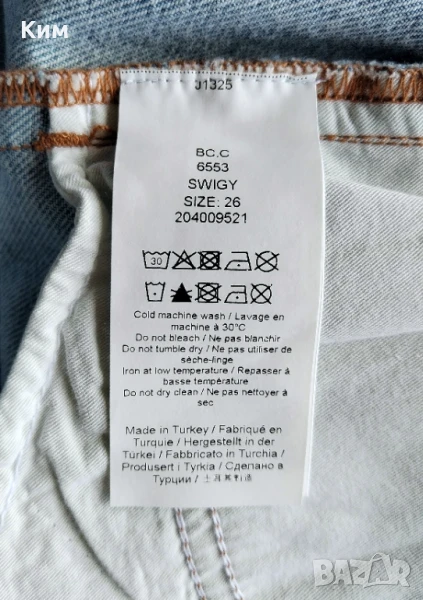 Ким
J1325
BC.C
6553
SWIGY
SIZE: 26
204009521
30
Cold machine wash / Lavage en
machine à 30°C
Do not bleach / Ne pas blanchir
Do not tumble dry / Ne pas utiliser de
sèche-linge
Iron at low temperature / Repasser à
basse température
Do not dry clean / Ne pas nettoyer à
sec
Made in Turkey / Fabriqué en
Turquie / Hergestellt in der
Türkei / Fabbricato in Turchia /
Produsert i Tyrkia / Сделано в
Турции /
BAZAR